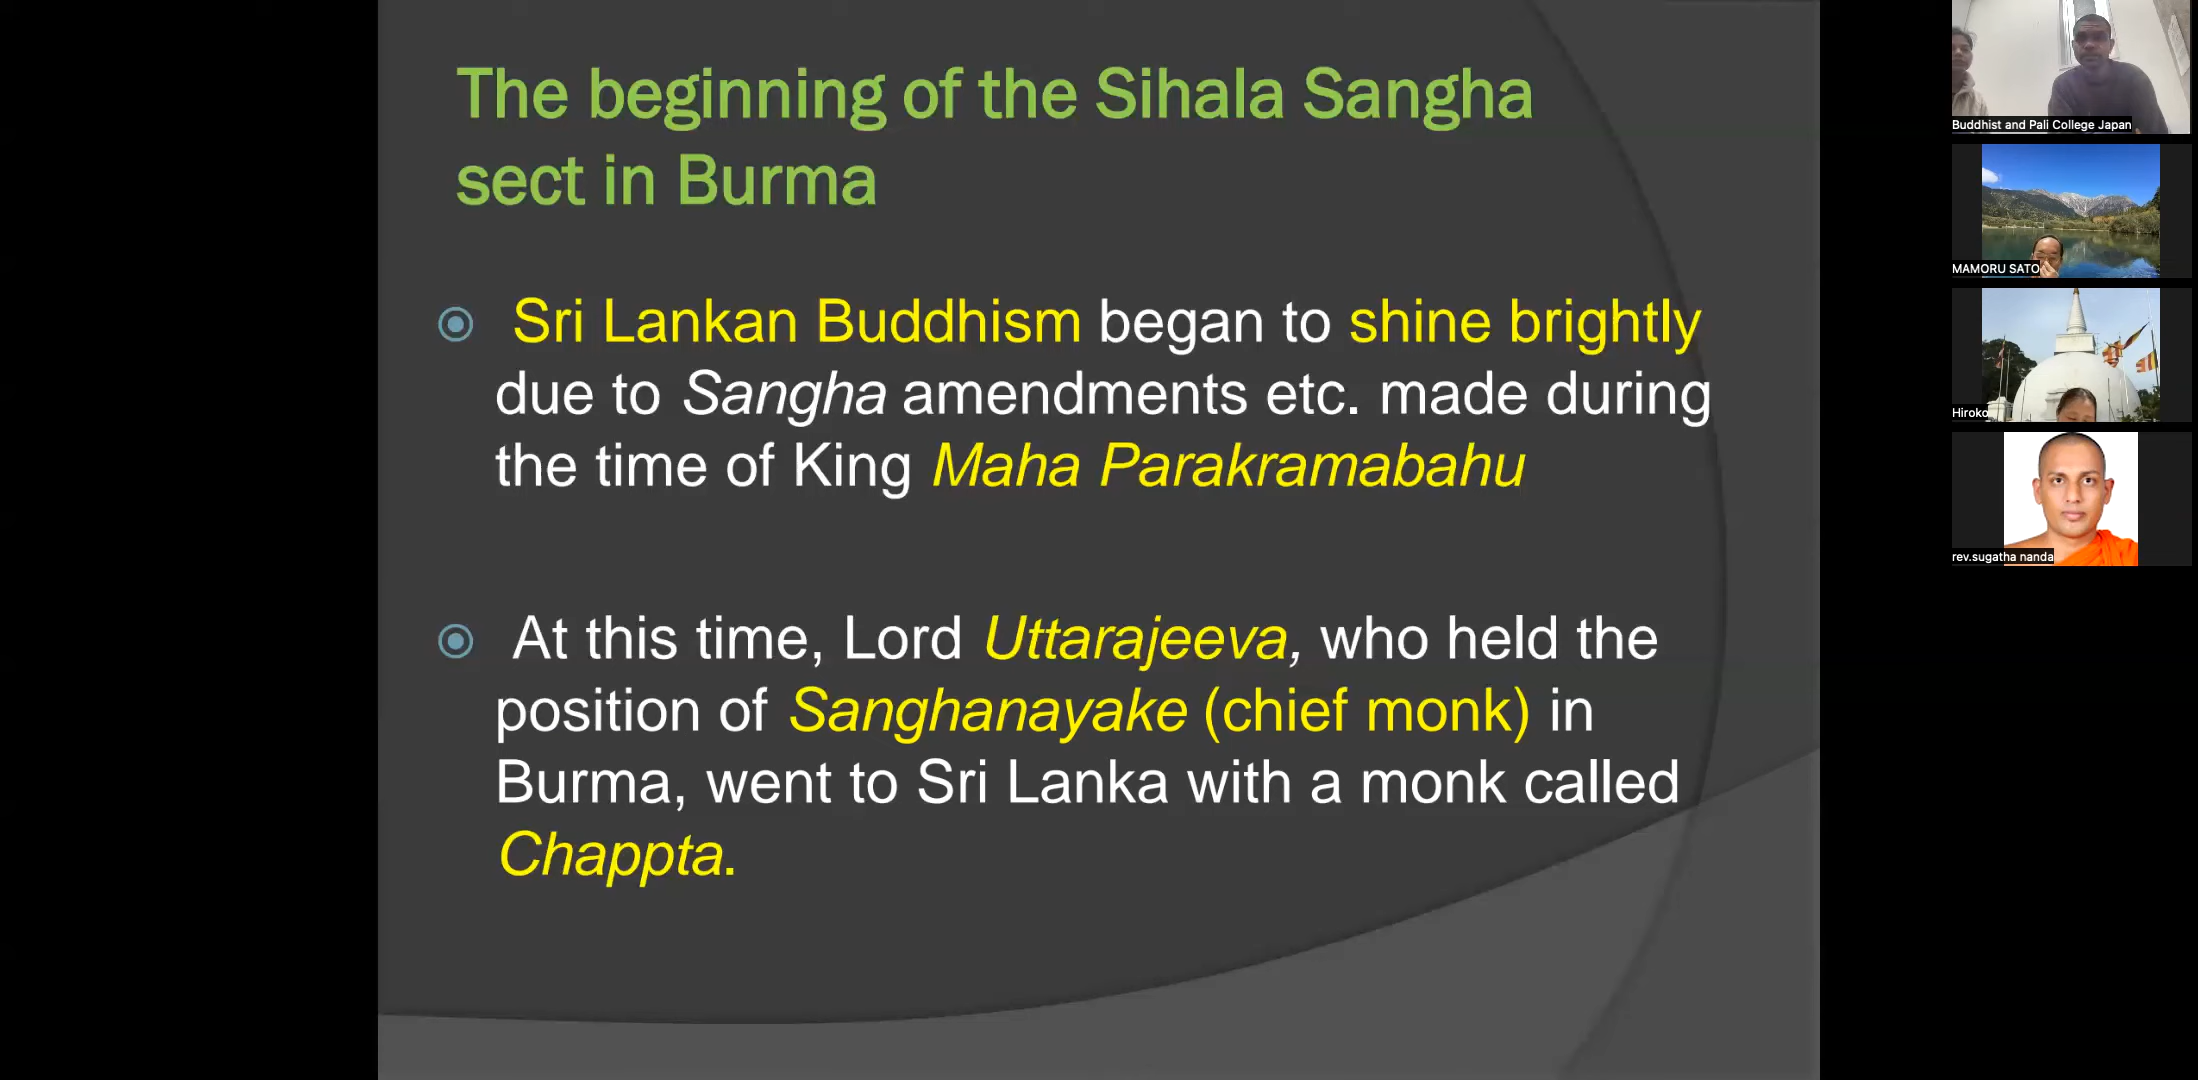 The beginning of the Sihala Sangha
sect in Burma
Sri Lankan Buddhism began to shine brightly
due to Sangha amendments etc. made during
the time of King Maha Parakramabahu
At this time, Lord Uttarajeeva, who held the
position of Sanghanayake (chief monk) in
Burma, went to Sri Lanka with a monk called
Chappta.
Buddhist and Pali College Japan
MAMORU SATO
Hiroko
rev.sugatha nanda